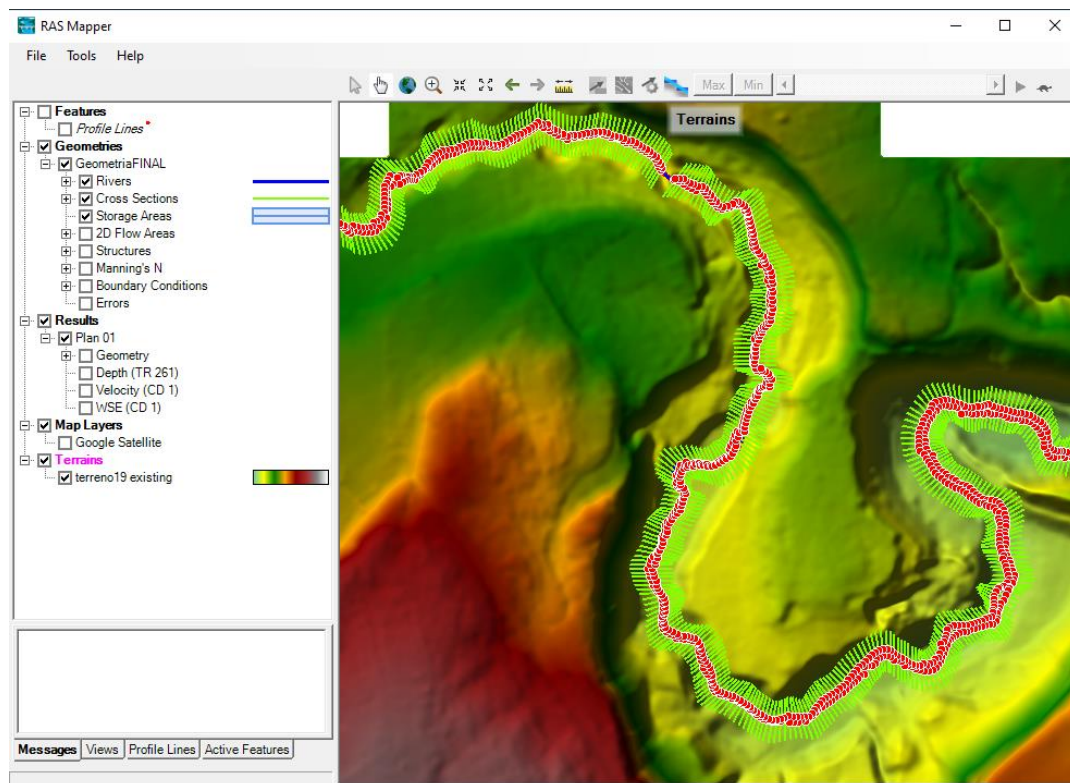 RAS Mapper
File Tools Help
Max Min
Features
Profile Lines
Geometries
GeometriaFINAL
Rivers
Cross Sections
Storage Areas
2D Flow Areas
Structures
Manning's N
Boundary Conditions
Errors
Results
Plan 01
Geometry
Depth (TR 261)
Velocity (CD 1)
WSE (CD 1)
Map Layers
Google Satellite
Terrains
terreno19 existing
Terrains
Messages Views Profile Lines Active Features